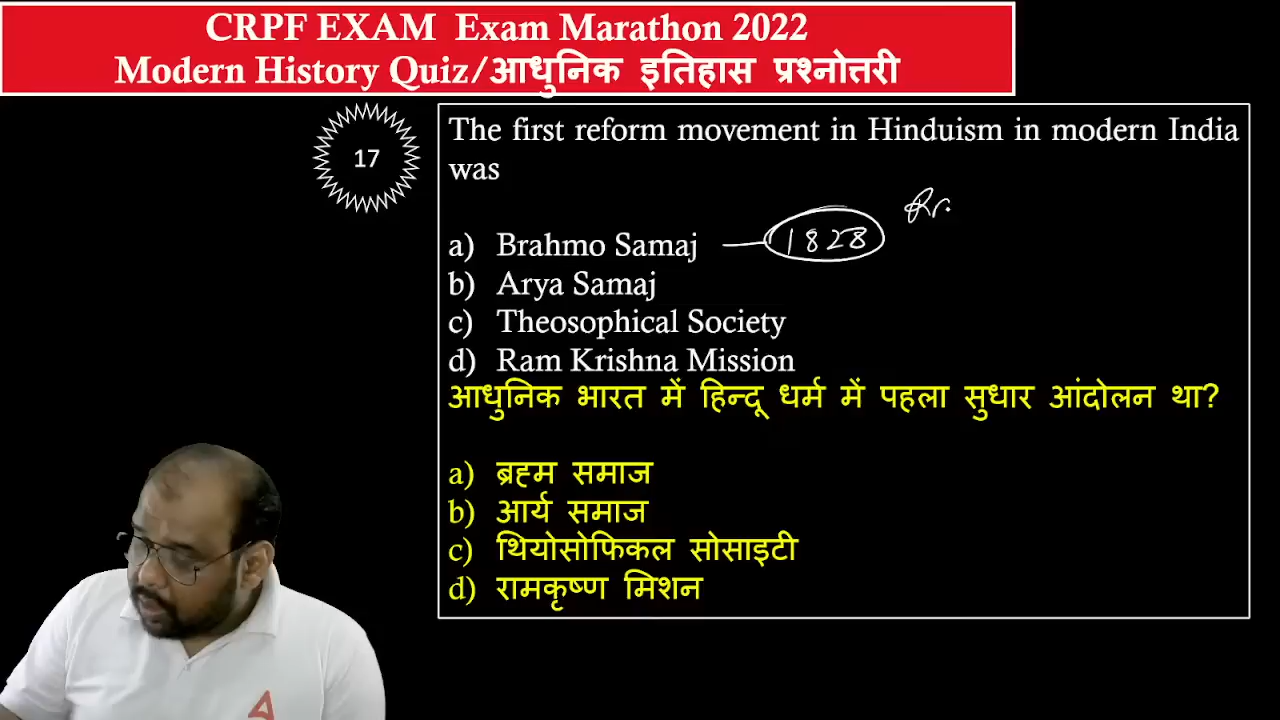 CRPF EXAM Exam Marathon 2022
Modern History Quiz/आधुनिक इतिहास प्रश्नोत्तरी
17
The first reform movement in Hinduism in modern India
was
a) Brahmo Samaj 1828
b) Arya Samaj
c) Theosophical Society
d) Ram Krishna Mission
आधुनिक भारत में हिन्दू धर्म में पहला सुधार आंदोलन था?
a) ब्रह्म समाज
b) आर्य समाज
c) थियोसोफिकल सोसाइटी
d) रामकृष्ण मिशन